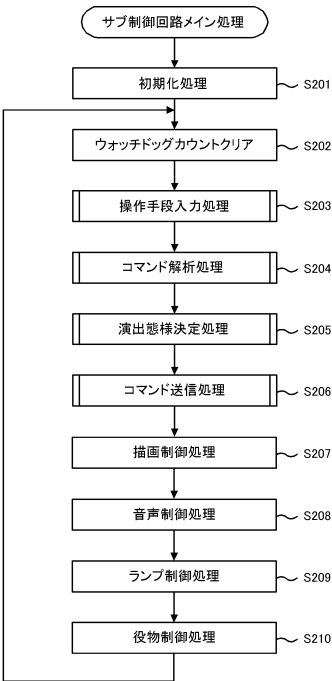 サブ制御回路メイン処理
初期化処理 S201
ウォッチドッグカウントクリア S202
操作手段入力処理 S203
コマンド解析処理 S204
演出態様決定処理 S205
コマンド送信処理 S206
描画制御処理 S207
音声制御処理 S208
ランプ制御処理 S209
役物制御処理 S210